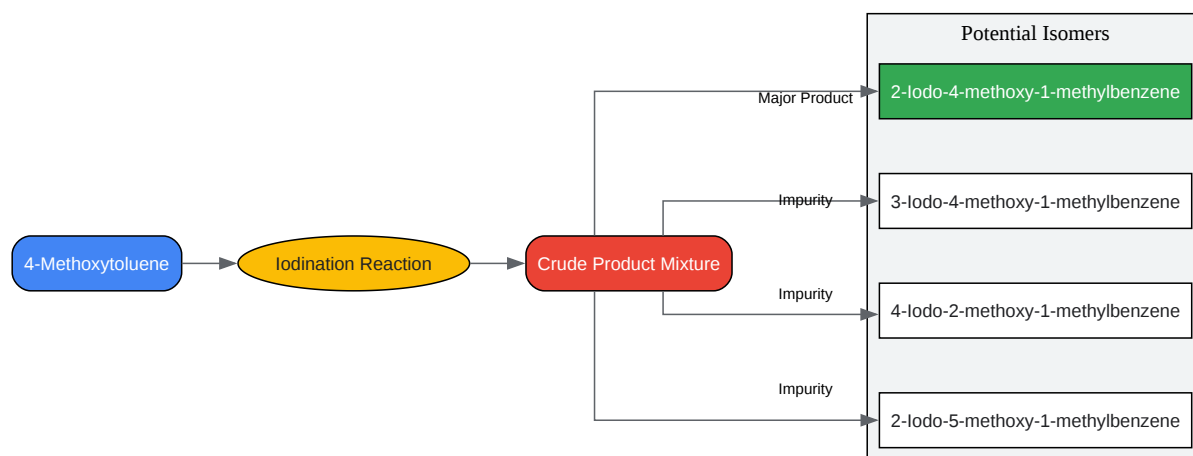 Potential Isomers
2-Iodo-4-methoxy-1-methylbenzene
Major Product
Impurity
3-Iodo-4-methoxy-1-methylbenzene
4-Methoxytoluene
Iodination Reaction
Crude Product Mixture
Impurity
4-Iodo-2-methoxy-1-methylbenzene
Impurity
2-Iodo-5-methoxy-1-methylbenzene